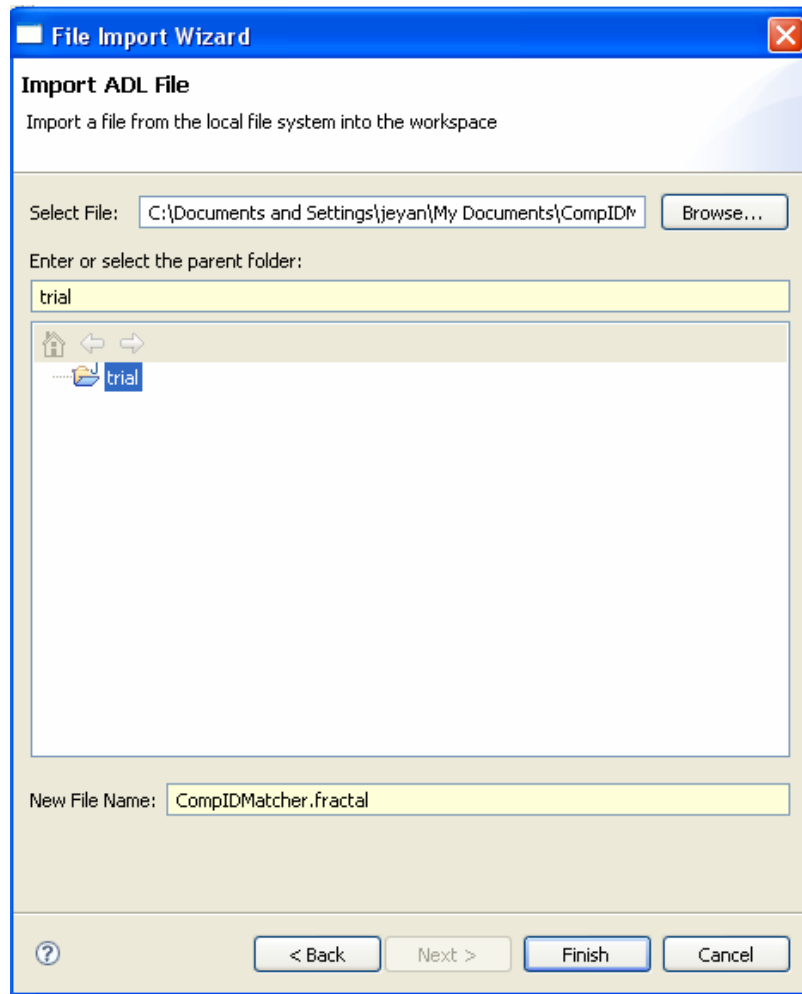 File Import Wizard
Import ADL File
Import a file from the local file system into the workspace
Select File: C:\Documents and Settings\jeyan\My Documents\CompIDM Browse...
Enter or select the parent folder:
trial
trial
New File Name: CompIDMatcher.fractal
? < Back Next > Finish Cancel